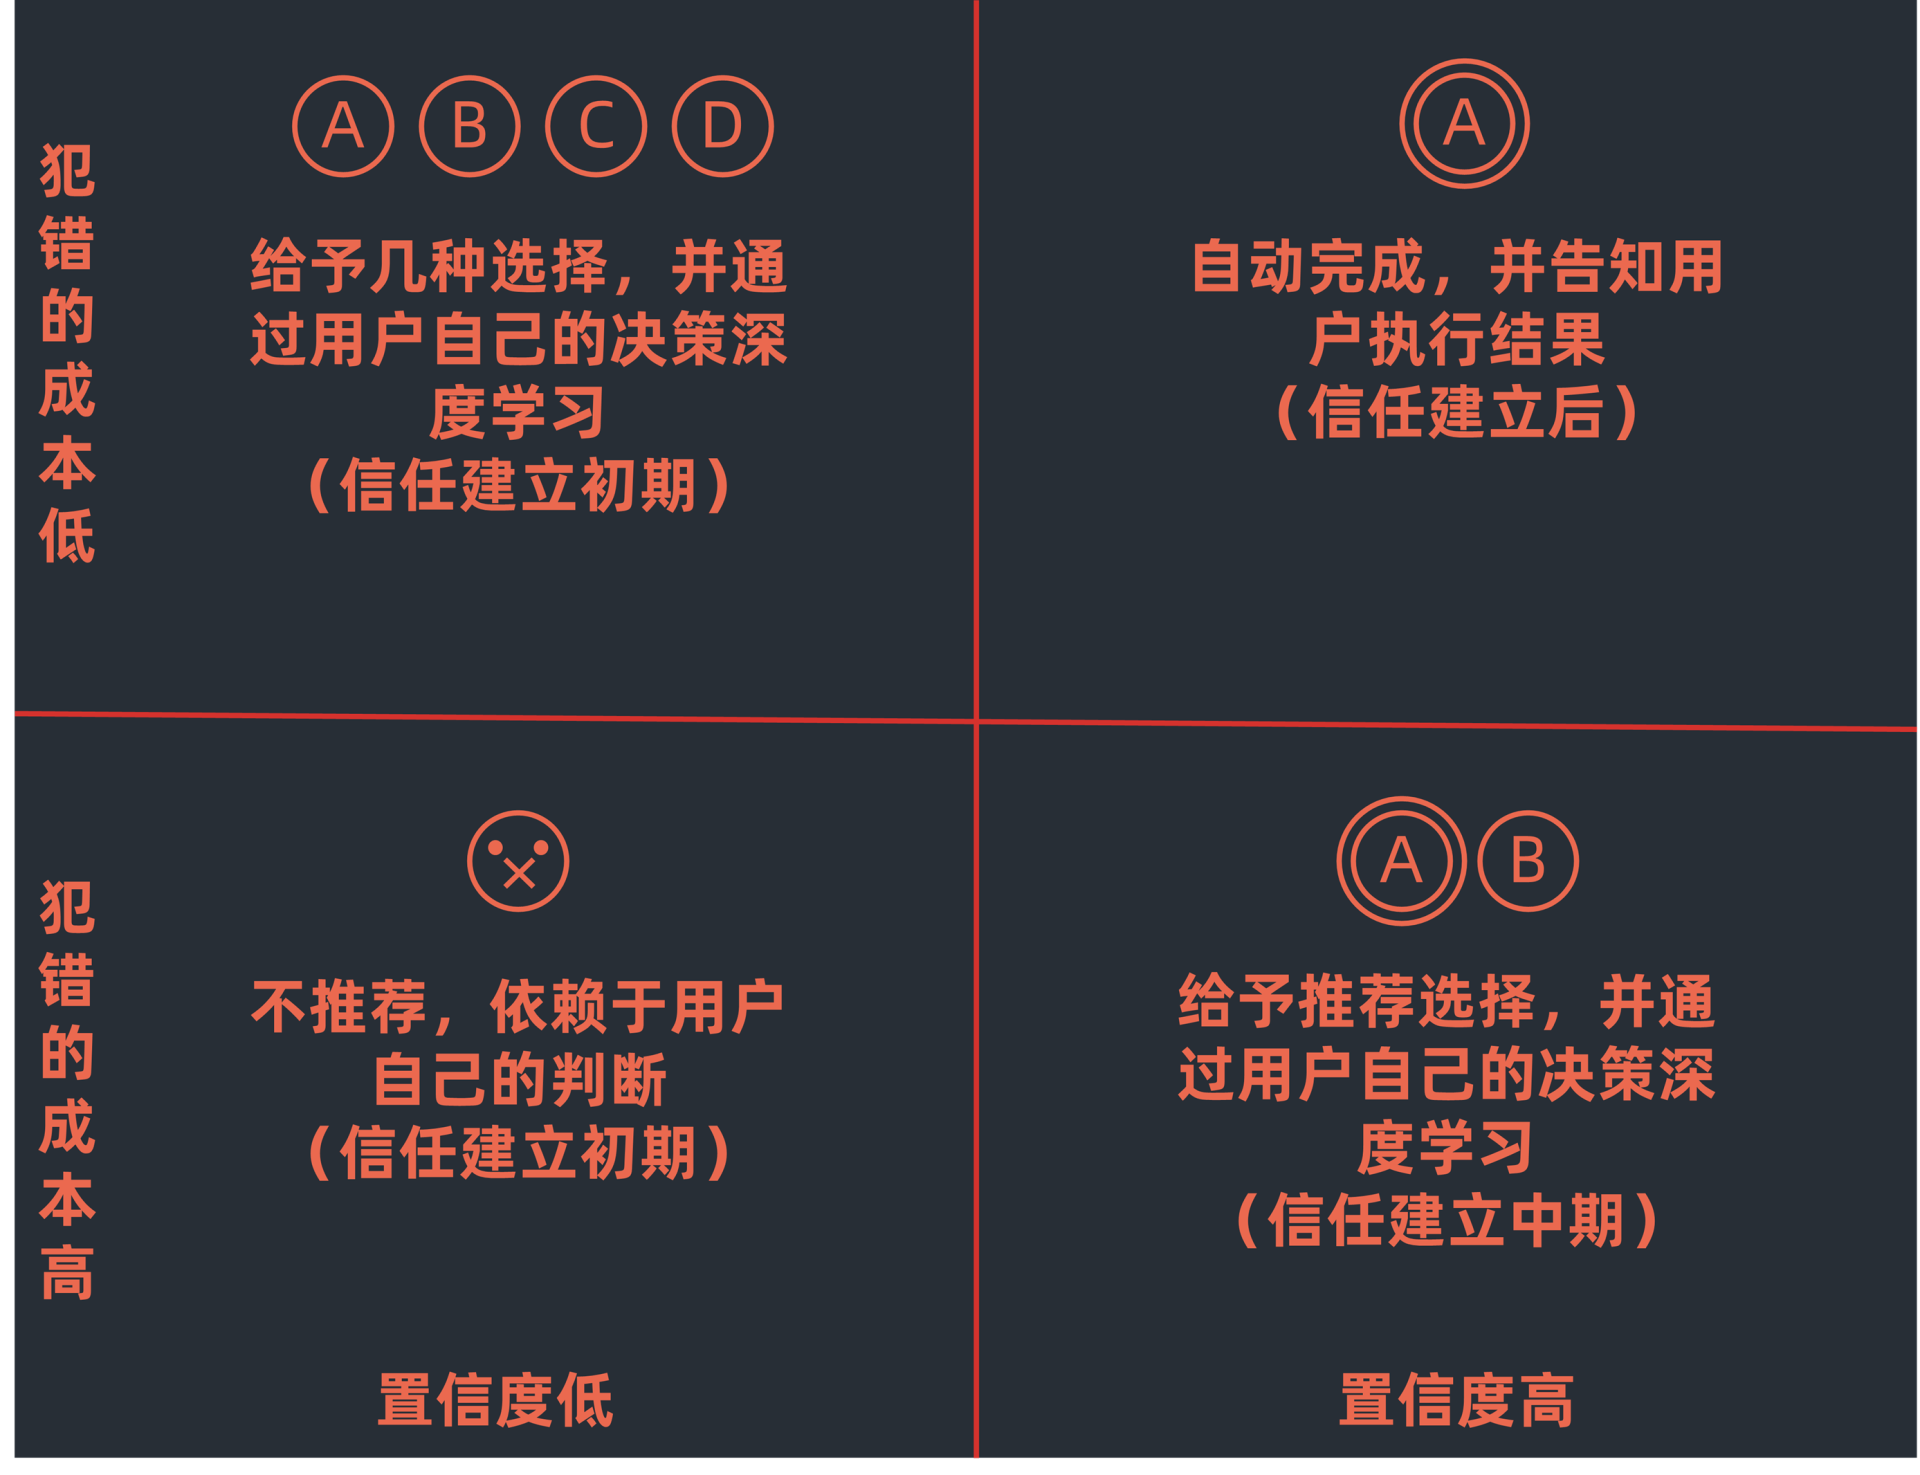 犯错的成本低
A B C D
给予几种选择，并通
过用户自己的决策深
度学习
（信任建立初期）
A
自动完成，并告知用
户执行结果
（信任建立后）
犯错的成本高
不推荐，依赖于用户
自己的判断
（信任建立初期）
A B
给予推荐选择，并通
过用户自己的决策深
度学习
（信任建立中期）
置信度低
置信度高